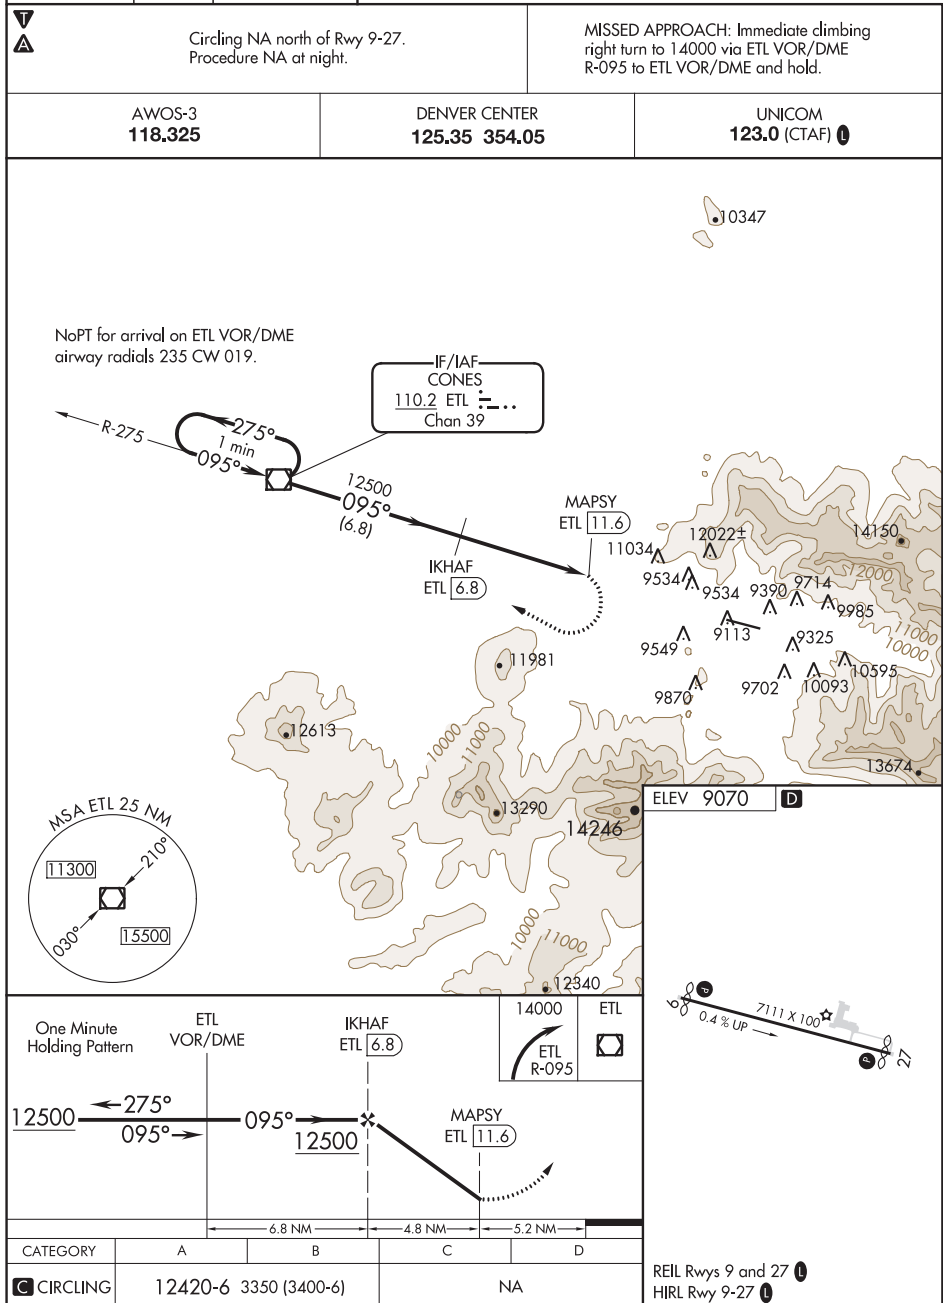 T
A
Circling NA north of Rwy 9-27.
Procedure NA at night.
MISSED APPROACH: Immediate climbing
right turn to 14000 via ETL VOR/DME
R-095 to ETL VOR/DME and hold.
AWOS-3
118.325
DENVER CENTER
125.35 354.05
UNICOM
123.0 (CTAF) L
10347
NoPT for arrival on ETL VOR/DME
airway radials 235 CW 019.
IF/IAF
CONES
110.2 ETL
Chan 39
R-275
275°
1 min
095°
12500
095°
(6.8)
IKHAF
ETL 6.8
MAPSY
ETL 11.6
11034
12022±
14150
12000
9534
9534
9390
9714
9985
11000
10000
9549
9113
9325
9870
9702
10093
10595
13674
11981
12613
10000
11000
13290
14246
10000
11000
12340
MSA ETL 25 NM
11300
210°
030°
15500
ELEV 9070 D
9
P
7111 X 100
0.4 % UP
P
27
REIL Rwys 9 and 27 L
HIRL Rwy 9-27 L
One Minute
Holding Pattern
ETL
VOR/DME
IKHAF
ETL 6.8
14000
ETL
R-095
ETL
12500
275°
095°
095°
12500
MAPSY
ETL 11.6
6.8 NM
4.8 NM
5.2 NM
CATEGORY A B C D
C CIRCLING 12420-6 3350 (3400-6) NA